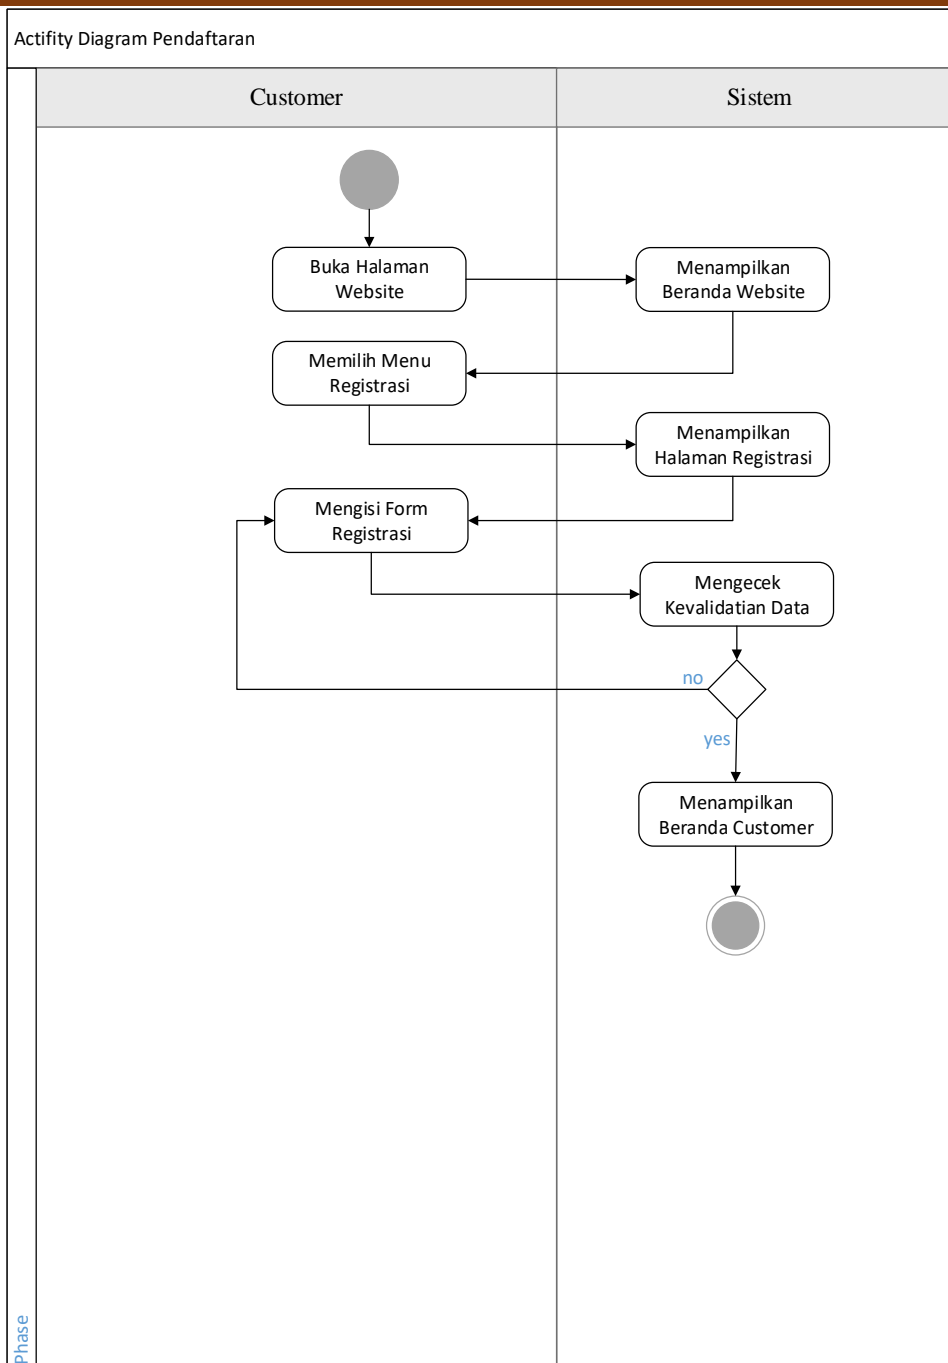 Actifity Diagram Pendaftaran
Customer
Sistem
Buka Halaman
Website
Menampilkan
Beranda Website
Memilih Menu
Registrasi
Menampilkan
Halaman Registrasi
Mengisi Form
Registrasi
Mengecek
Kevalidatian Data
no
yes
Menampilkan
Beranda Customer
Phase